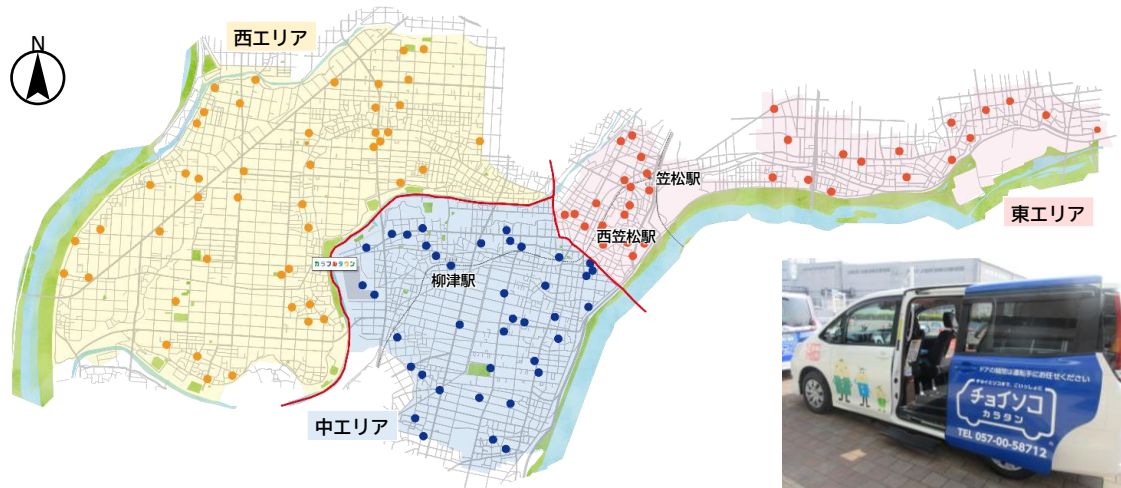 N
西エリア
笠松駅
東エリア
西笠松駅
カラフルタウン
柳津駅
中エリア
ドアの開閉は運転手にお任せください
チョイソコ
カラタン
TEL 057-00-58712